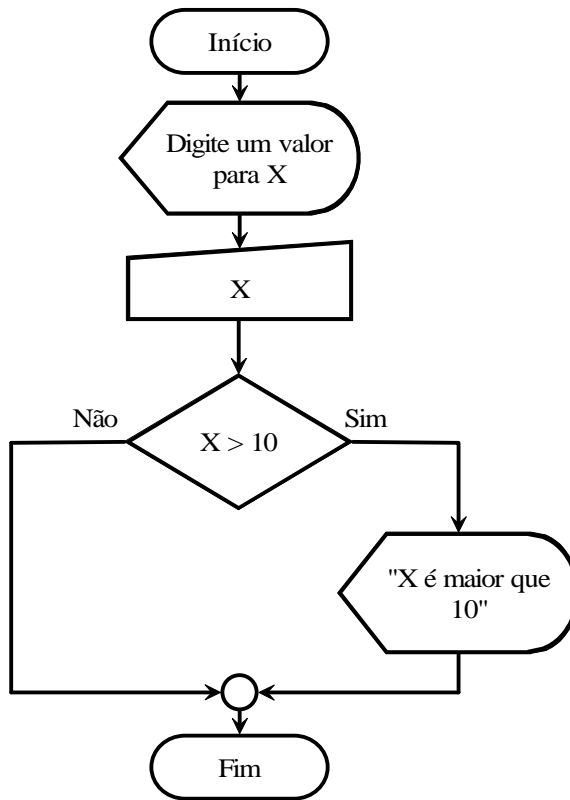 Início
Digite um valor
para X
X
Não
Sim
X > 10
"X é maior que
10"
Fim